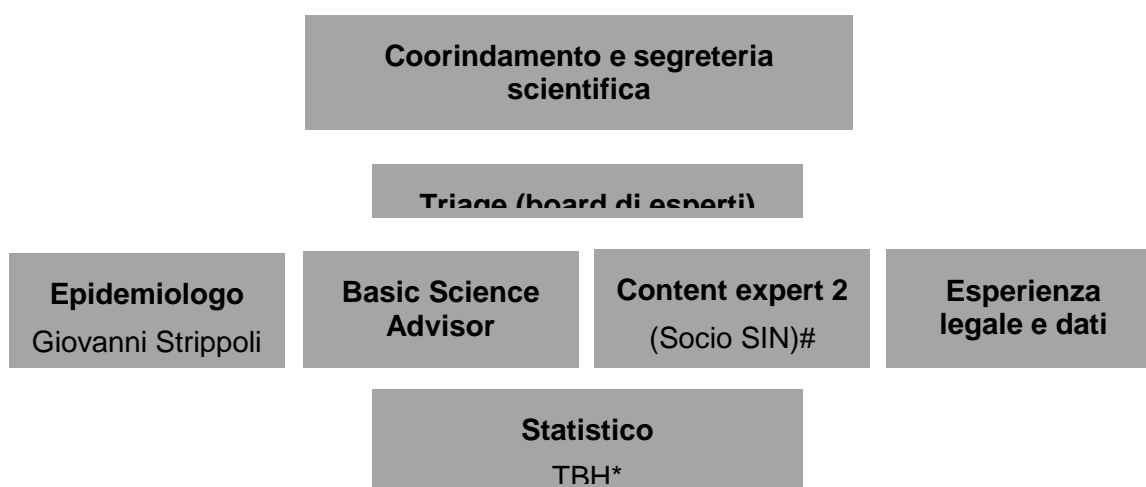 Coorindamento e segreteria
scientifica
Triage (board di esperti)
Epidemiologo
Giovanni Strippoli
Basic Science
Advisor
Content expert 2
(Socio SIN)#
Esperienza
legale e dati
Statistico
TBH*